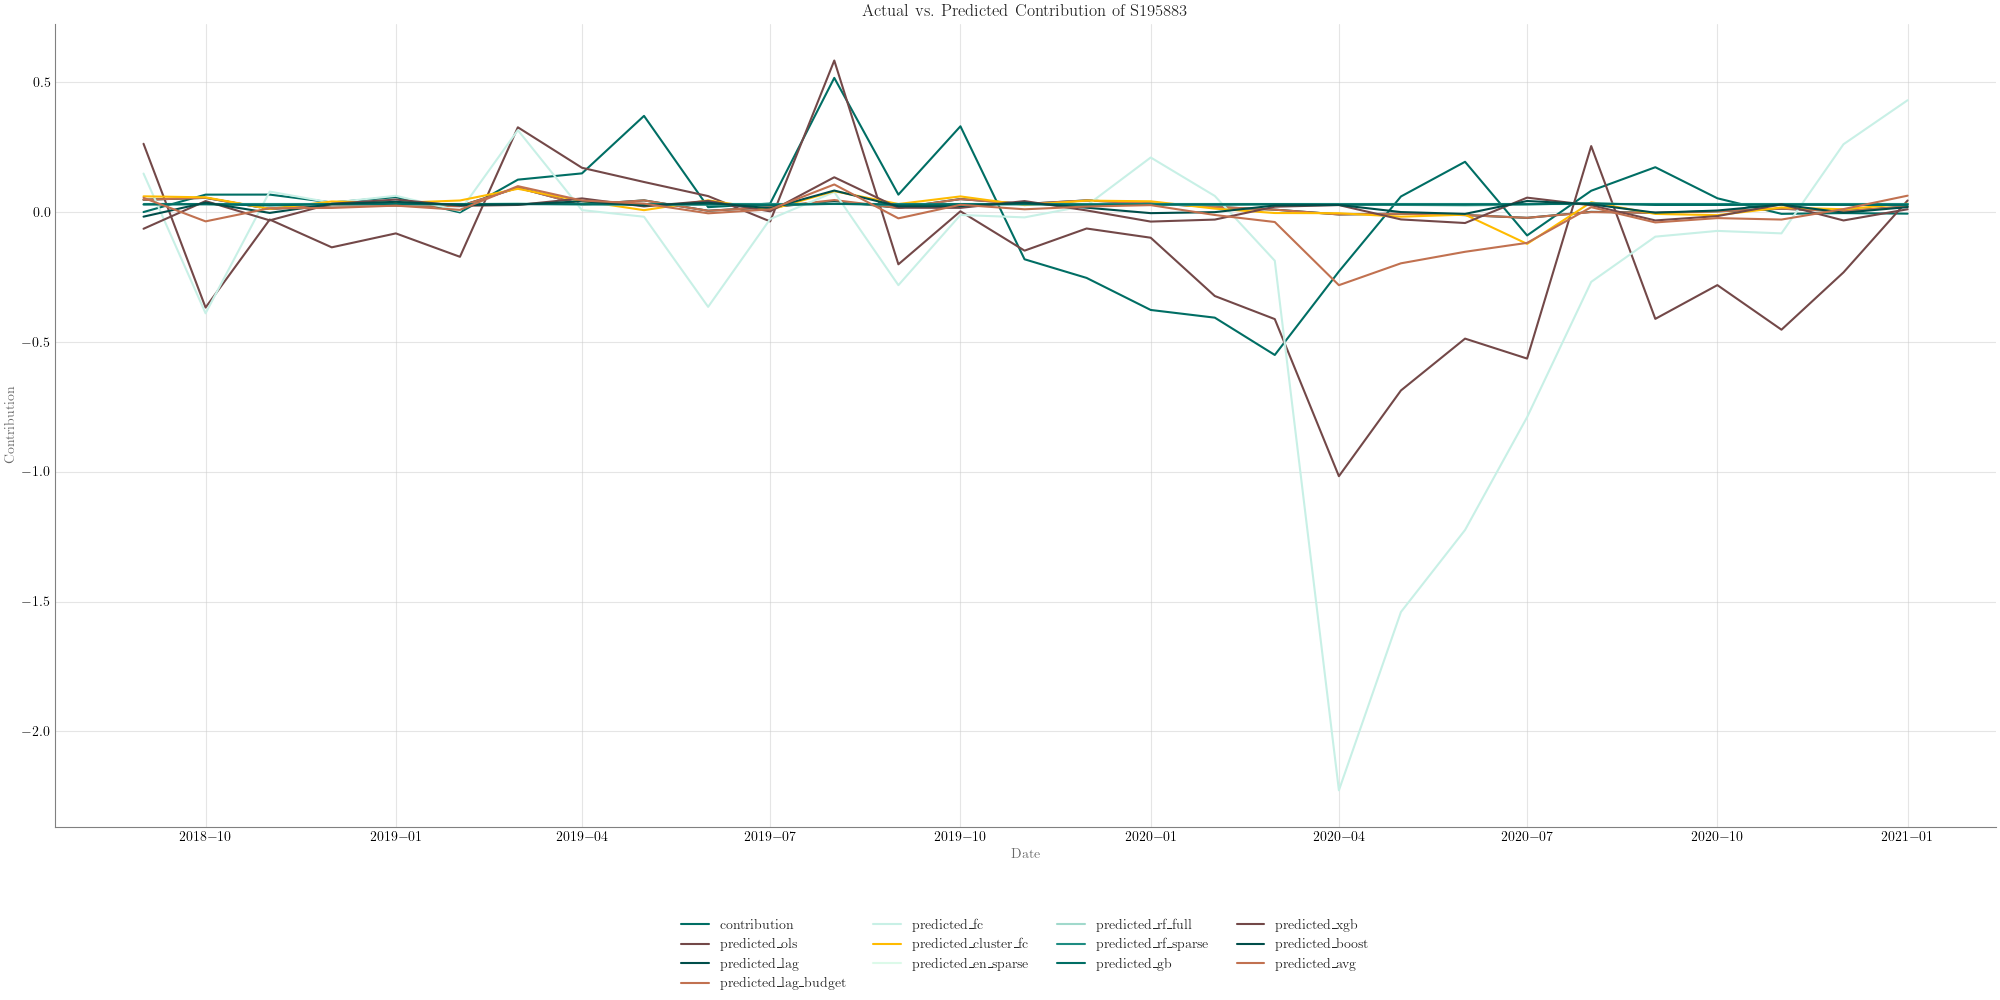 Actual vs. Predicted Contribution of S195883
0.5
0.0
−0.5
−1.0
−1.5
−2.0
Contribution
2018−10 2019−01 2019−04 2019−07 2019−10 2020−01 2020−04 2020−07 2020−10 2021−01
Date
contribution predicted_fc predicted_rf_full predicted_xgb
predicted_ols predicted_cluster_fc predicted_rf_sparse predicted_boost
predicted_lag predicted_en_sparse predicted_gb predicted_avg
predicted_lag_budget